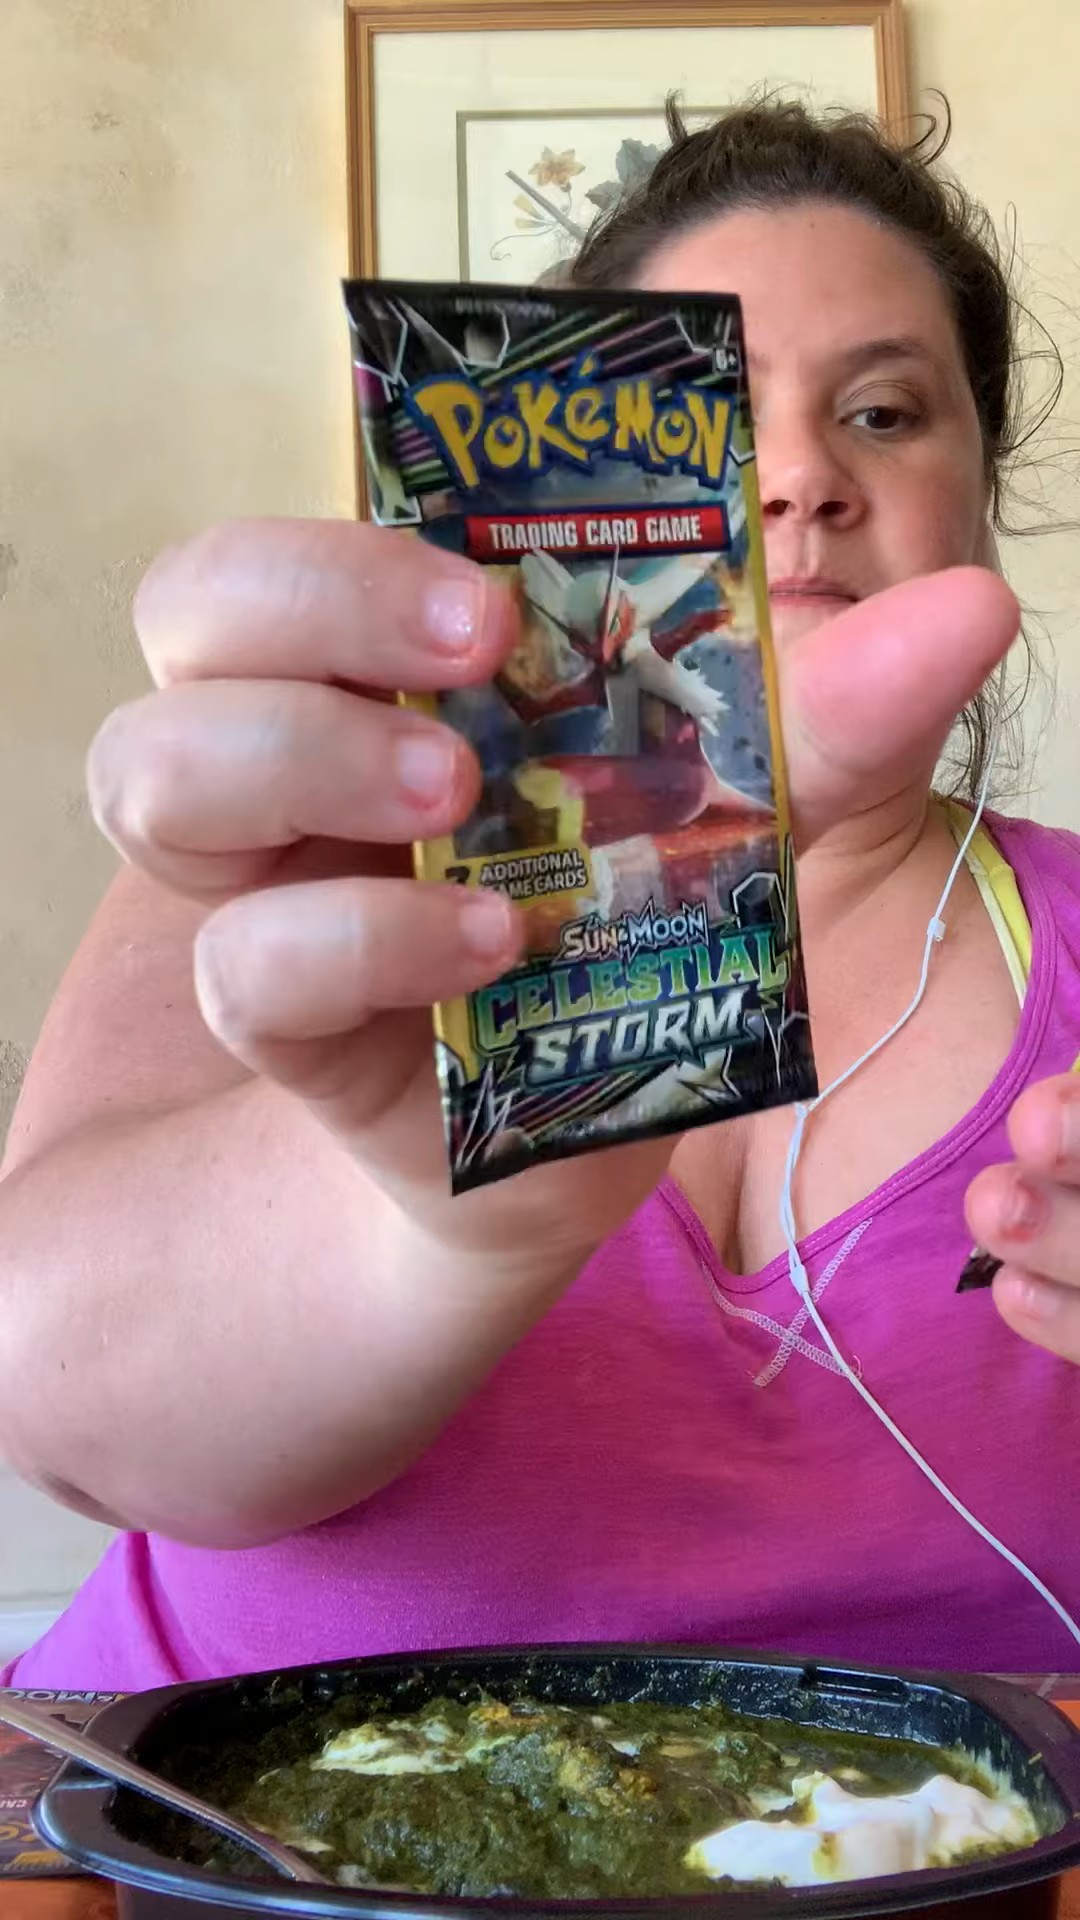 6+
POKéMON
TRADING CARD GAME
ADDITIONAL
GAME CARDS
SUN & MOON
CELESTIAL
STORM